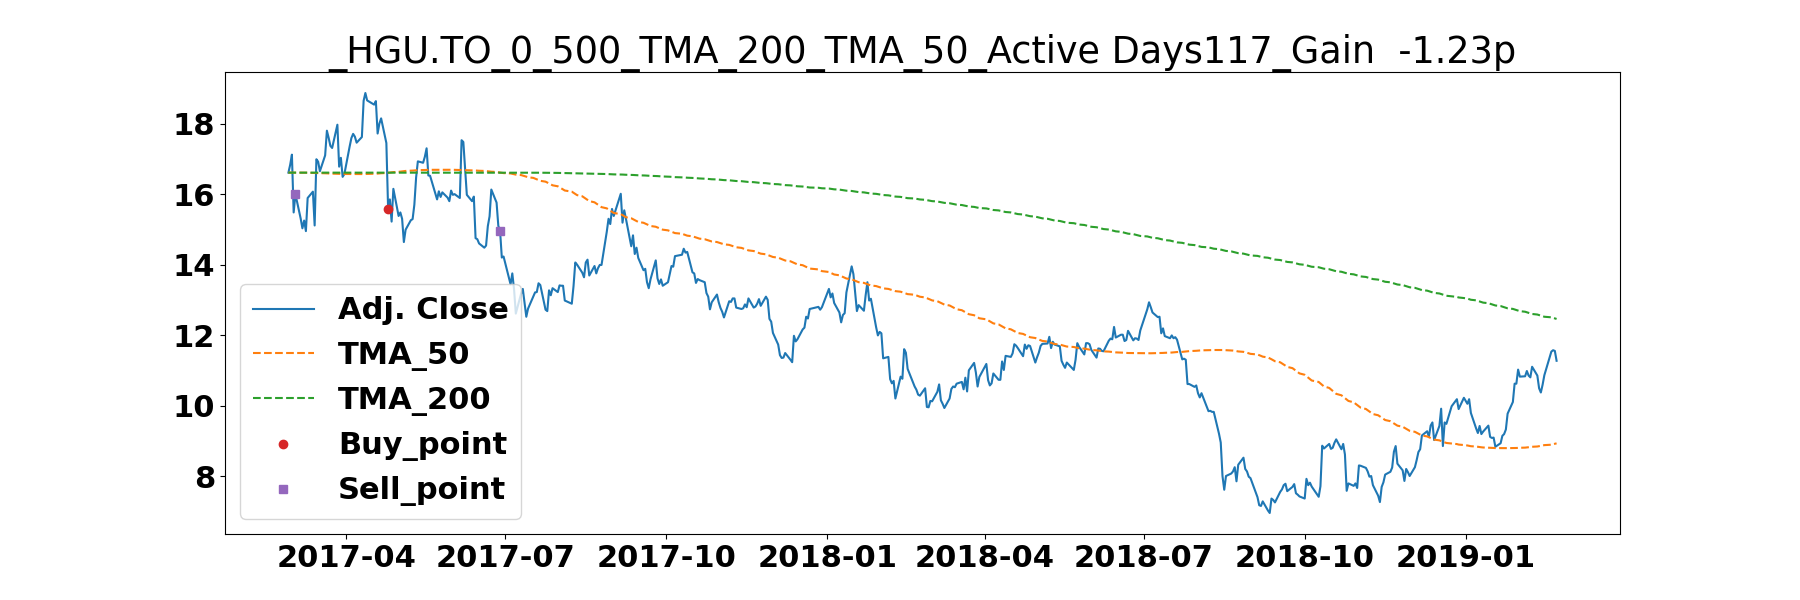 _HGU.TO_0_500_TMA_200_TMA_50_Active Days117_Gain  -1.23p
18
16
14
12
10
8
Adj. Close
TMA_50
TMA_200
Buy_point
Sell_point
2017-04 2017-07 2017-10 2018-01 2018-04 2018-07 2018-10 2019-01